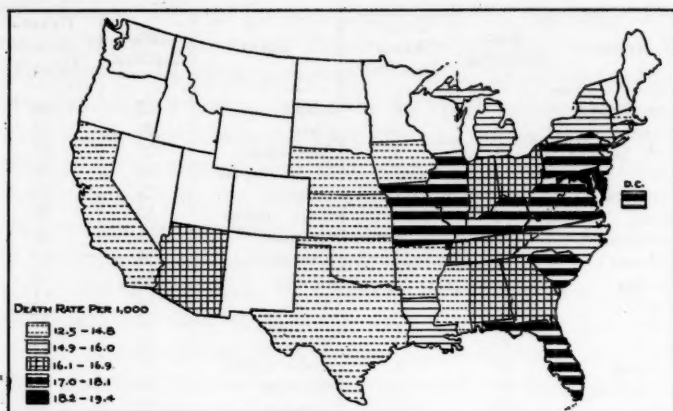 D.C.
DEATH RATE PER 1,000
12.5 – 14.8
14.9 – 16.0
16.1 – 16.9
17.0 – 18.1
18.2 – 19.4